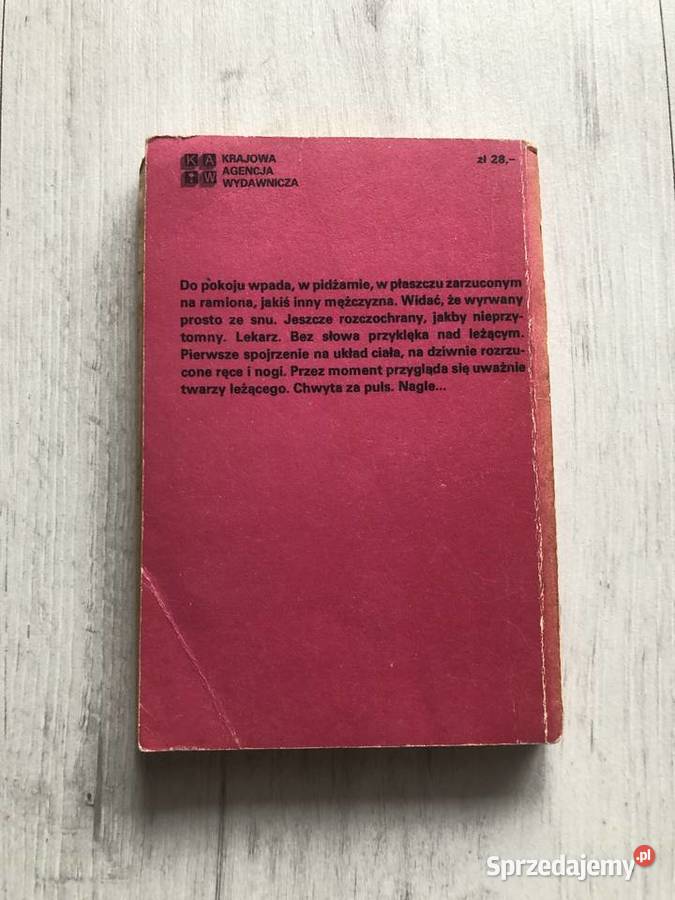 KA
IW
KRAJOWA
AGENCJA
WYDAWNICZA
zł 28,-
Do pokoju wpada, w pidżamie, w płaszczu zarzuconym
na ramiona, jakiś inny mężczyzna. Widać, że wyrwany
prosto ze snu. Jeszcze rozczochrany, jakby nieprzy-
tomny. Lekarz. Bez słowa przyklęka nad leżącym.
Pierwsze spojrzenie na układ ciała, na dziwnie rozrzu-
cone ręce i nogi. Przez moment przygląda się uważnie
twarzy leżącego. Chwyta za puls. Nagle...
Sprzedajemy.pl